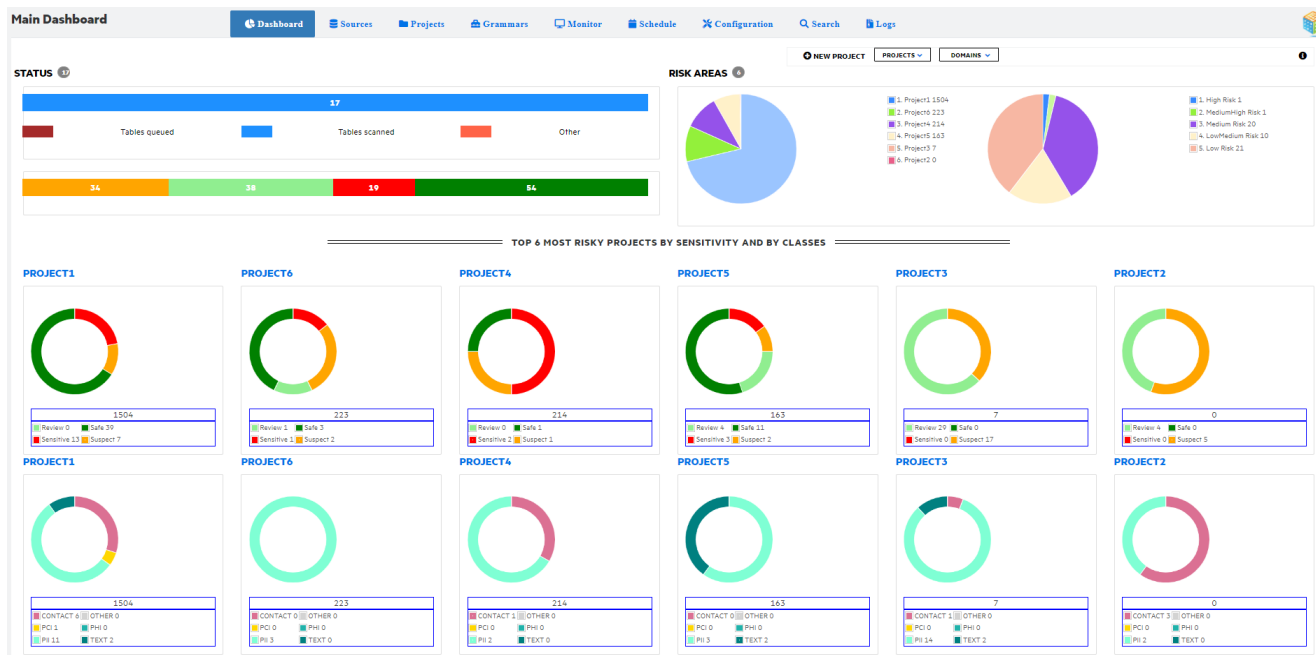 Main Dashboard
Dashboard Sources Projects Grammars Monitor Schedule Configuration Search Logs
NEW PROJECT PROJECTS DOMAINS
STATUS 17
RISK AREAS 6
17
Tables queued Tables scanned Other
34 38 19 54
1. Project1 1504
2. Project6 223
3. Project4 214
4. Project5 163
5. Project3 7
6. Project2 0
1. High Risk 1
2. MediumHigh Risk 1
3. Medium Risk 20
4. LowMedium Risk 10
5. Low Risk 21
TOP 6 MOST RISKY PROJECTS BY SENSITIVITY AND BY CLASSES
PROJECT1 PROJECT6 PROJECT4 PROJECT5 PROJECT3 PROJECT2
1504 223 214 163 7 0
Review 0 Safe 39 Review 1 Safe 3 Review 0 Safe 1 Review 4 Safe 11 Review 29 Safe 0 Review 4 Safe 0
Sensitive 13 Suspect 7 Sensitive 1 Suspect 2 Sensitive 2 Suspect 1 Sensitive 3 Suspect 2 Sensitive 0 Suspect 17 Sensitive 0 Suspect 5
PROJECT1 PROJECT6 PROJECT4 PROJECT5 PROJECT3 PROJECT2
1504 223 214 163 7 0
CONTACT 6 OTHER 0 CONTACT 0 OTHER 0 CONTACT 1 OTHER 0 CONTACT 0 OTHER 0 CONTACT 1 OTHER 0 CONTACT 3 OTHER 0
PCI 1 PHI 0 PCI 0 PHI 0 PCI 0 PHI 0 PCI 0 PHI 0 PCI 0 PHI 0 PCI 0 PHI 0
PII 11 TEXT 2 PII 3 TEXT 0 PII 2 TEXT 0 PII 3 TEXT 2 PII 14 TEXT 2 PII 2 TEXT 0